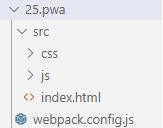 25.pwa
src
css
js
index.html
webpack.config.js